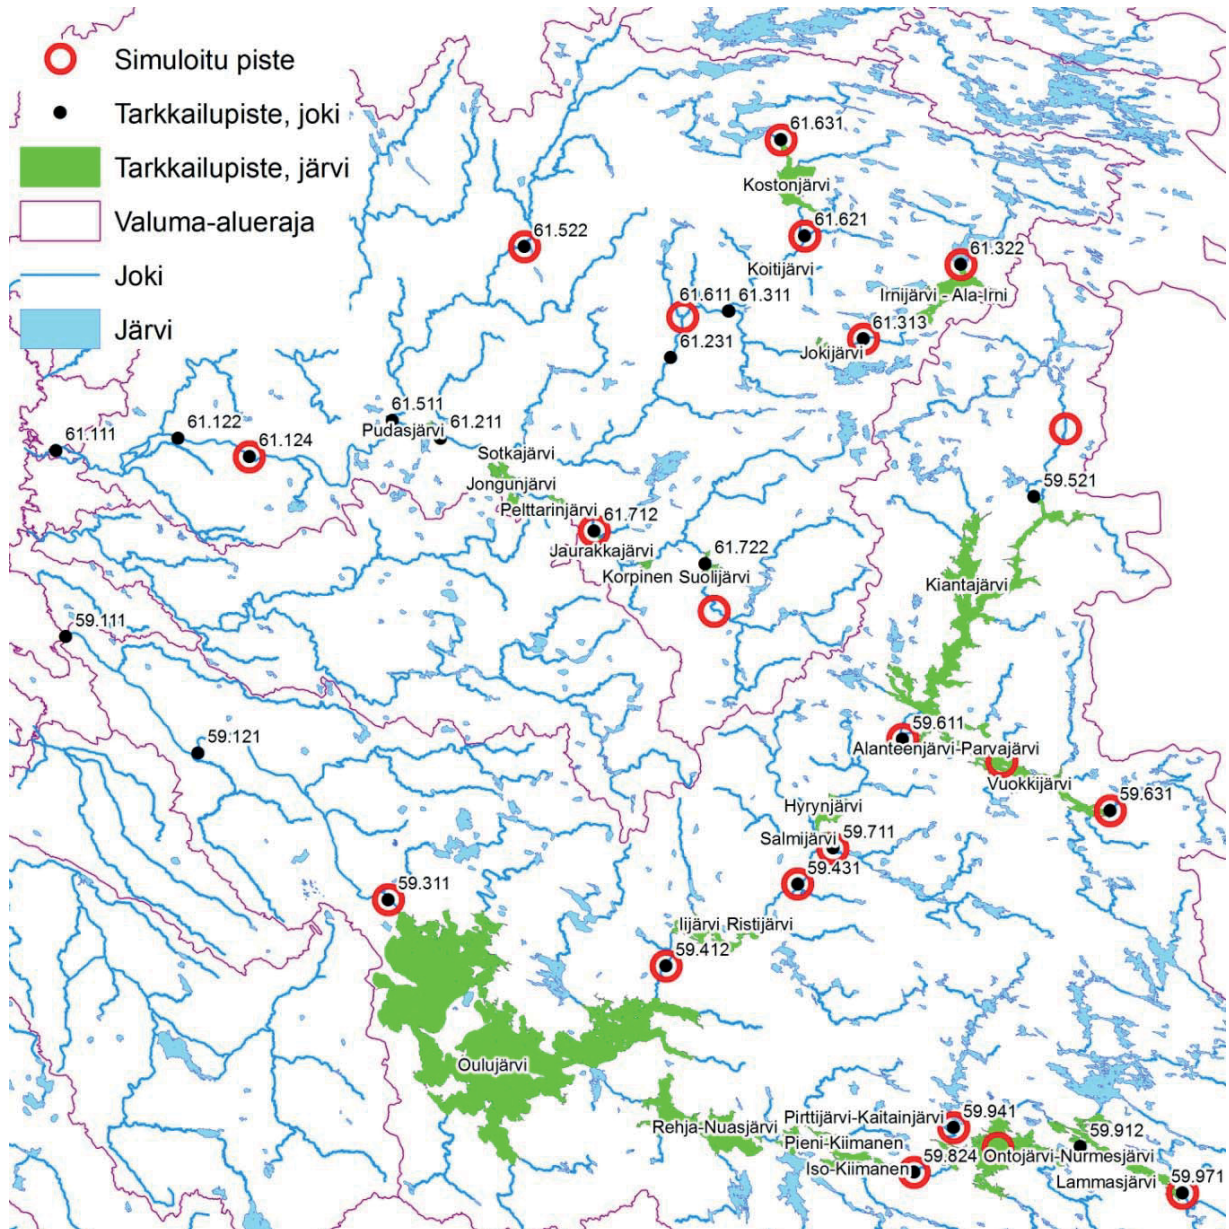 Simuloitu piste
Tarkkailupiste, joki
Tarkkailupiste, järvi
Valuma-alueraja
Joki
Järvi
61.631
Kostonjärvi
61.621
61.522
61.322
Koitijärvi
Irnijärvi - Ala-Irni
61.611
61.311
61.313
61.231
Jokijärvi
61.511
61.211
Pudasjärvi
61.122
61.111
61.124
Sotkajärvi
Jongunjärvi
59.521
Pelttarinjärvi
61.712
Jaurakkajärvi
61.722
Korpinen
Suolijärvi
Kiantajärvi
59.111
59.611
59.121
Alanteenjärvi-Parvajärvi
Vuokkijärvi
59.631
Hyrynjärvi
Salmijärvi
59.711
59.431
59.311
Iijärvi
Ristijärvi
59.412
Oulujärvi
Pirttijärvi-Kaitainjärvi
59.941
Rehja-Nuasjärvi
59.912
Pieni-Kiimanen
59.824
Ontojärvi-Nurmesjärvi
Iso-Kiimanen
Lammasjärvi
59.971